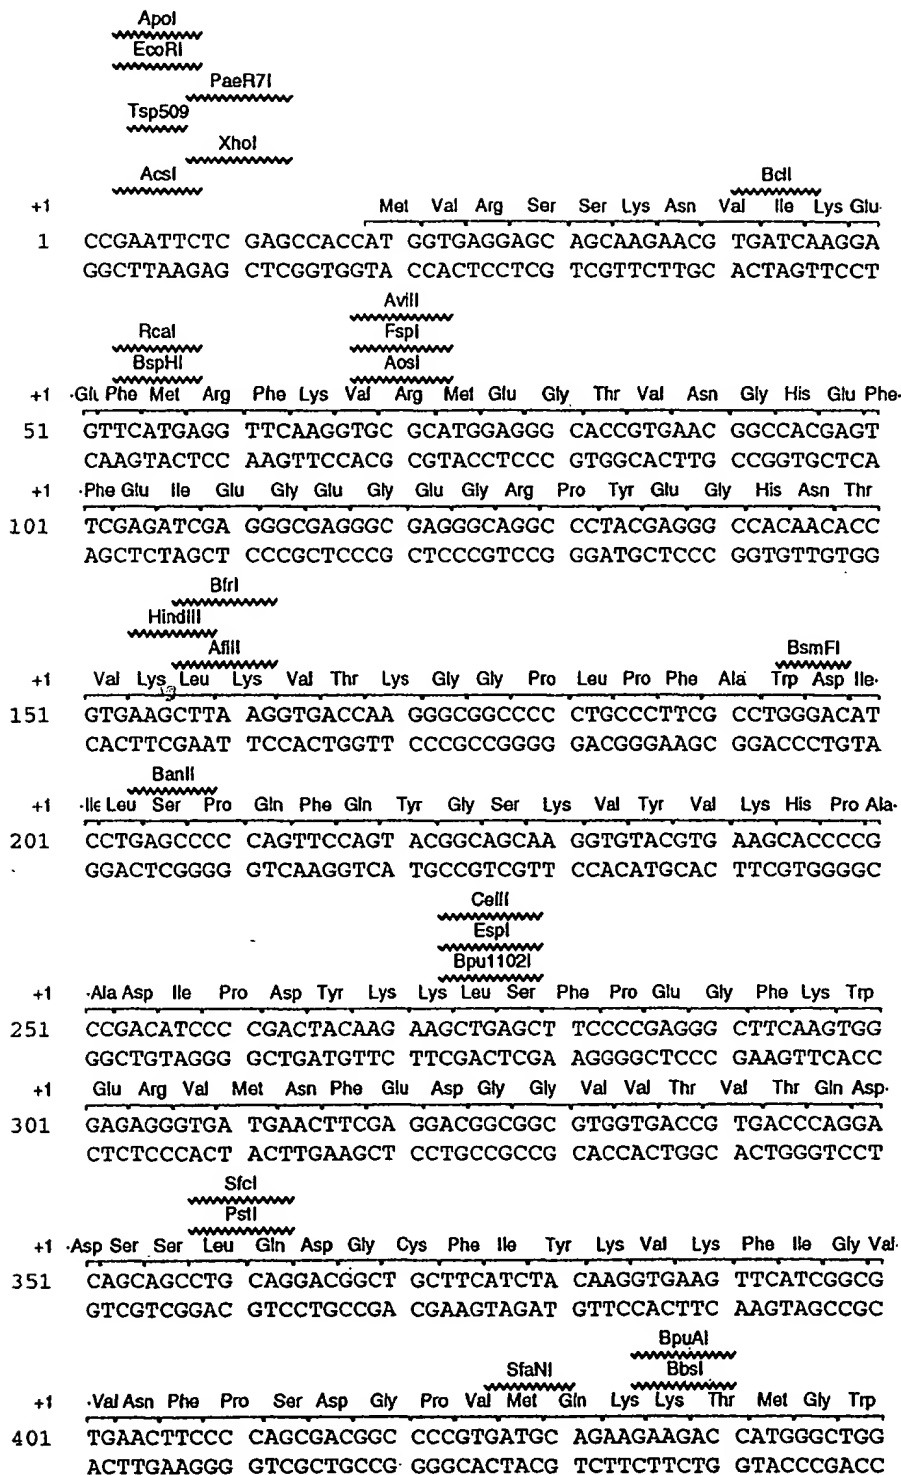 ApoI
EcoRI
PaeR7I
Tsp509
XhoI
AcsI BclI
+1 Met Val Arg Ser Ser Lys Asn Val Ile Lys Glu·
1 CCGAATTCTC GAGCCACCAT GGTGAGGAGC AGCAAGAACG TGATCAAGGA
GGCTTAAGAG CTCGGTGGTA CCACTCCTCG TCGTTCTTGC ACTAGTTCCT
AviII
RcaI FspI
BspHI AosI
+1 ·Glu Phe Met Arg Phe Lys Val Arg Met Glu Gly Thr Val Asn Gly His Glu Phe·
51 GTTCATGAGG TTCAAGGTGC GCATGGAGGG CACCGTGAAC GGCCACGAGT
CAAGTACTCC AAGTTCCACG CGTACCTCCC GTGGCACTTG CCGGTGCTCA
+1 ·Phe Glu Ile Glu Gly Glu Gly Glu Gly Arg Pro Tyr Glu Gly His Asn Thr
101 TCGAGATCGA GGGCGAGGGC GAGGGCAGGC CCTACGAGGG CCACAACACC
AGCTCTAGCT CCCGCTCCCG CTCCCGTCCG GGATGCTCCC GGTGTTGTGG
BfrI
HindIII
AflII BsmFI
+1 Val Lys Leu Lys Val Thr Lys Gly Gly Pro Leu Pro Phe Ala Trp Asp Ile·
151 GTGAAGCTTA AGGTGACCAA GGGCGGCCCC CTGCCCTTCG CCTGGGACAT
CACTTCGAAT TCCACTGGTT CCCGCCGGGG GACGGGAAGC GGACCCTGTA
BanII
+1 ·Ile Leu Ser Pro Gln Phe Gln Tyr Gly Ser Lys Val Tyr Val Lys His Pro Ala·
201 CCTGAGCCCC CAGTTCCAGT ACGGCAGCAA GGTGTACGTG AAGCACCCCG
GGACTCGGGG GTCAAGGTCA TGCCGTCGTT CCACATGCAC TTCGTGGGGC
CelII
EspI
Bpu1102I
+1 ·Ala Asp Ile Pro Asp Tyr Lys Lys Leu Ser Phe Pro Glu Gly Phe Lys Trp
251 CCGACATCCC CGACTACAAG AAGCTGAGCT TCCCCGAGGG CTTCAAGTGG
GGCTGTAGGG GCTGATGTTC TTCGACTCGA AGGGGCTCCC GAAGTTCACC
+1 Glu Arg Val Met Asn Phe Glu Asp Gly Gly Val Val Thr Val Thr Gln Asp·
301 GAGAGGGTGA TGAACTTCGA GGACGGCGGC GTGGTGACCG TGACCCAGGA
CTCTCCCACT ACTTGAAGCT CCTGCCGCCG CACCACTGGC ACTGGGTCCT
SfcI
PstI
+1 ·Asp Ser Ser Leu Gln Asp Gly Cys Phe Ile Tyr Lys Val Lys Phe Ile Gly Val·
351 CAGCAGCCTG CAGGACGGCT GCTTCATCTA CAAGGTGAAG TTCATCGGCG
GTCGTCGGAC GTCCTGCCGA CGAAGTAGAT GTTCCACTTC AAGTAGCCGC
BpuAI
SfaNI BbsI
+1 ·Val Asn Phe Pro Ser Asp Gly Pro Val Met Gln Lys Lys Thr Met Gly Trp
401 TGAACTTCCC CAGCGACGGC CCCGTGATGC AGAAGAAGAC CATGGGCTGG
ACTTGAAGGG GTCGCTGCCG GGGCACTACG TCTTCTTCTG GTACCCGACC